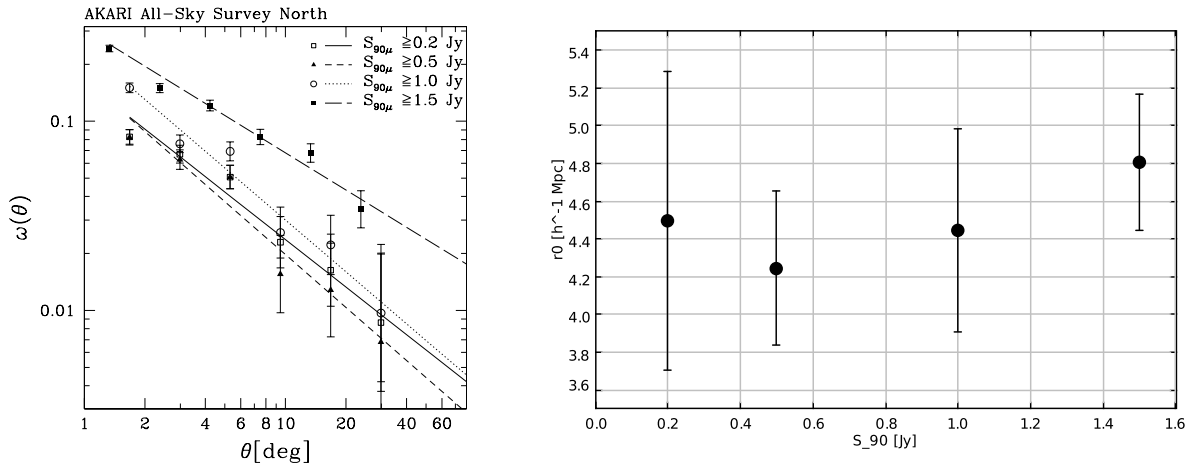 AKARI All-Sky Survey North
S90μ ≧0.2 Jy
S90μ ≧0.5 Jy
S90μ ≧1.0 Jy
S90μ ≧1.5 Jy
0.1
0.01
ω(θ)
1 2 4 6 8 10 20 40 60
θ[deg]
5.4
5.2
5.0
4.8
4.6
4.4
4.2
4.0
3.8
3.6
r0 [h^-1 Mpc]
0.0 0.2 0.4 0.6 0.8 1.0 1.2 1.4 1.6
S_90 [Jy]